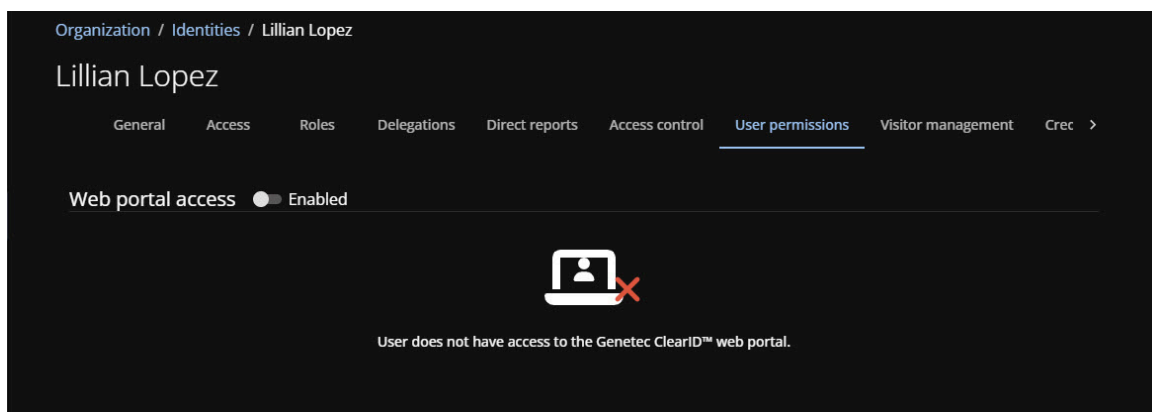 Organization / Identities / Lillian Lopez
Lillian Lopez
General Access Roles Delegations Direct reports Access control User permissions Visitor management Crec >
Web portal access Enabled
User does not have access to the Genetec ClearID™ web portal.